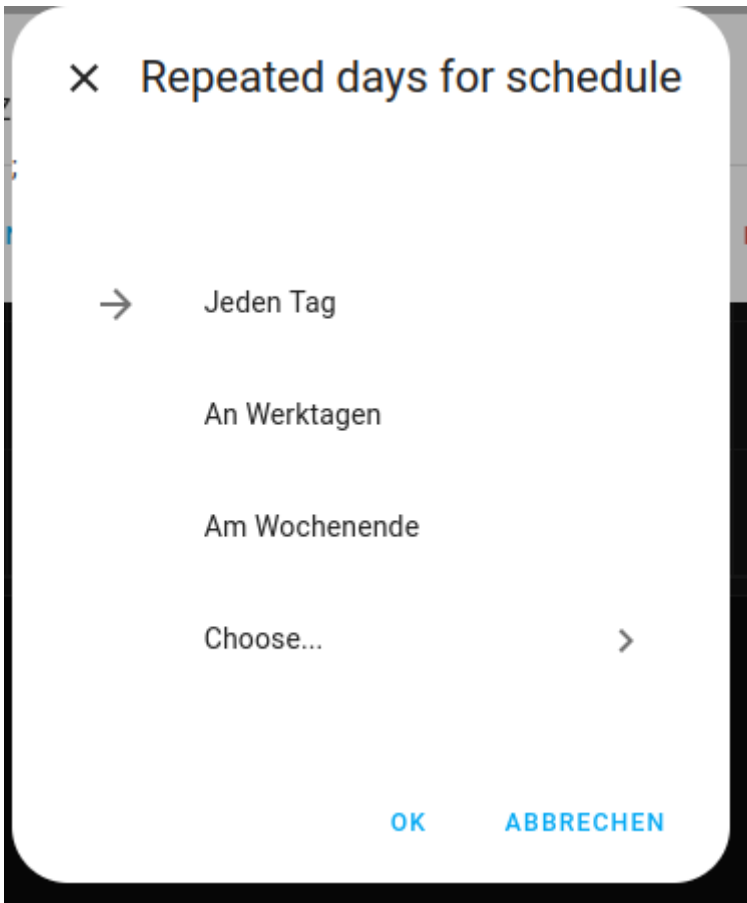 Repeated days for schedule
Jeden Tag
An Werktagen
Am Wochenende
Choose...
OK ABBRECHEN